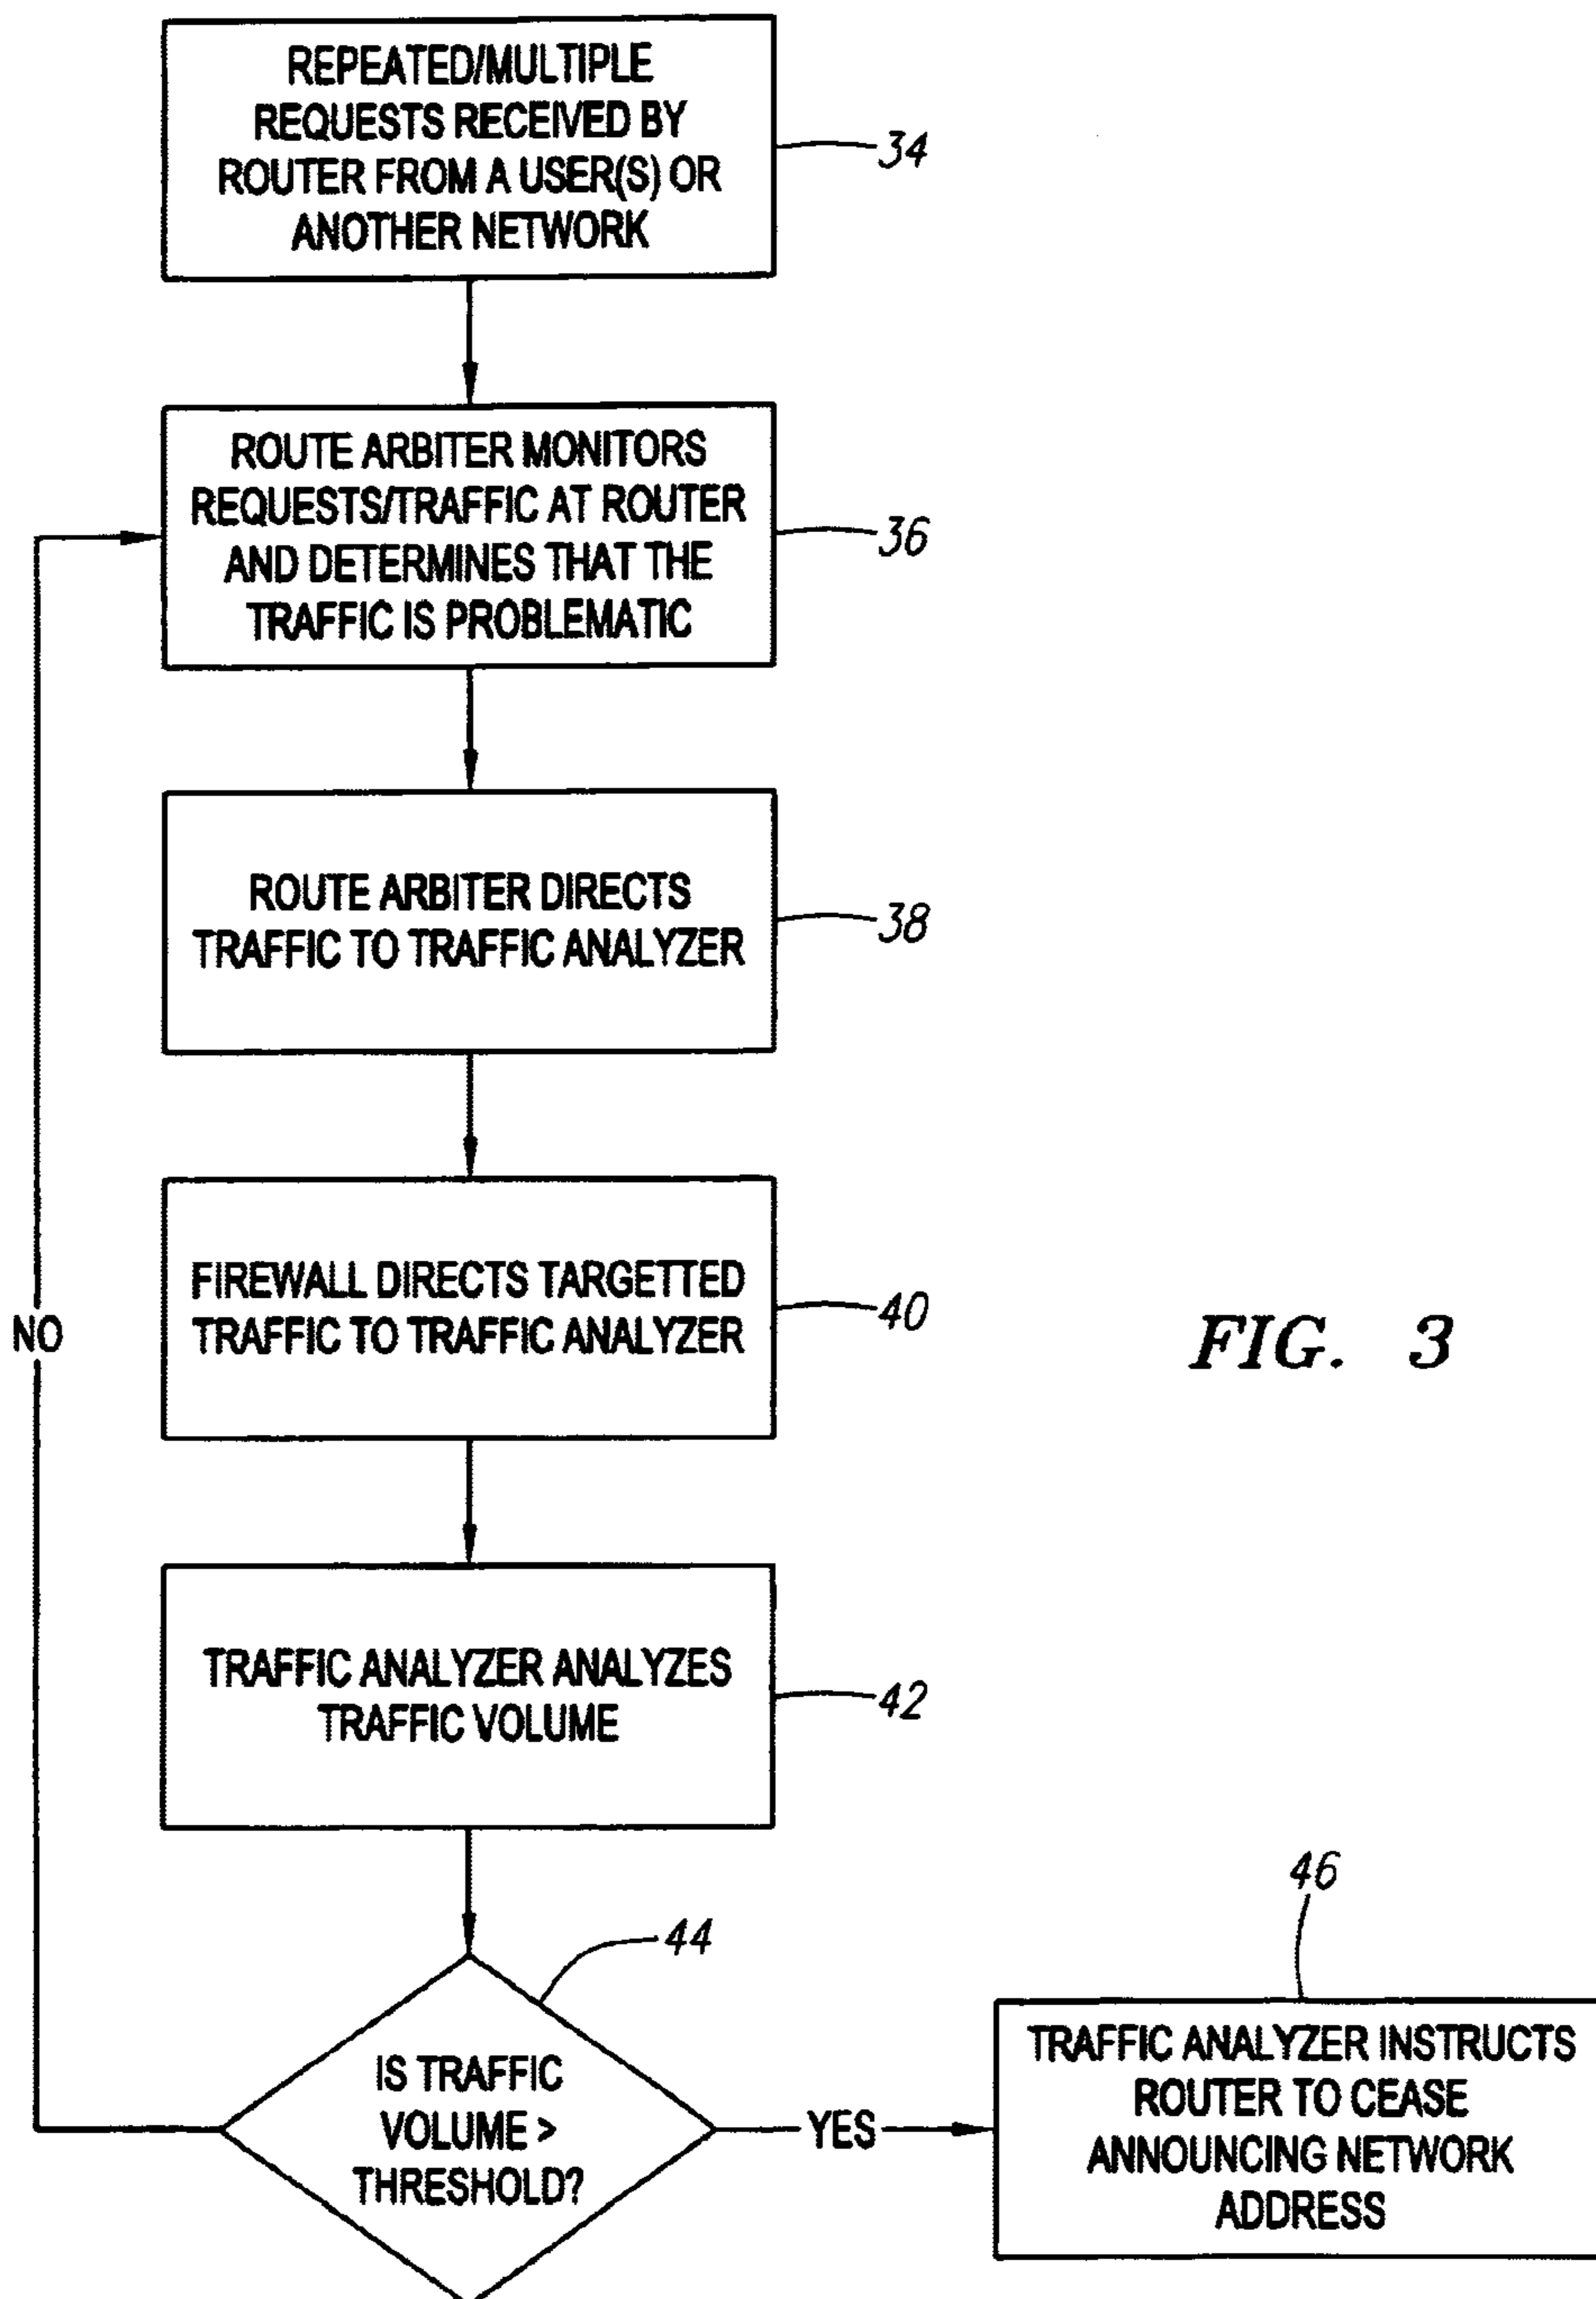 REPEATED/MULTIPLE
REQUESTS RECEIVED BY
ROUTER FROM A USER(S) OR
ANOTHER NETWORK
34
ROUTE ARBITER MONITORS
REQUESTS/TRAFFIC AT ROUTER
AND DETERMINES THAT THE
TRAFFIC IS PROBLEMATIC
36
ROUTE ARBITER DIRECTS
TRAFFIC TO TRAFFIC ANALYZER
38
FIREWALL DIRECTS TARGETTED
TRAFFIC TO TRAFFIC ANALYZER
40
NO
FIG. 3
TRAFFIC ANALYZER ANALYZES
TRAFFIC VOLUME
42
44
IS TRAFFIC
VOLUME >
THRESHOLD?
YES
46
TRAFFIC ANALYZER INSTRUCTS
ROUTER TO CEASE
ANNOUNCING NETWORK
ADDRESS